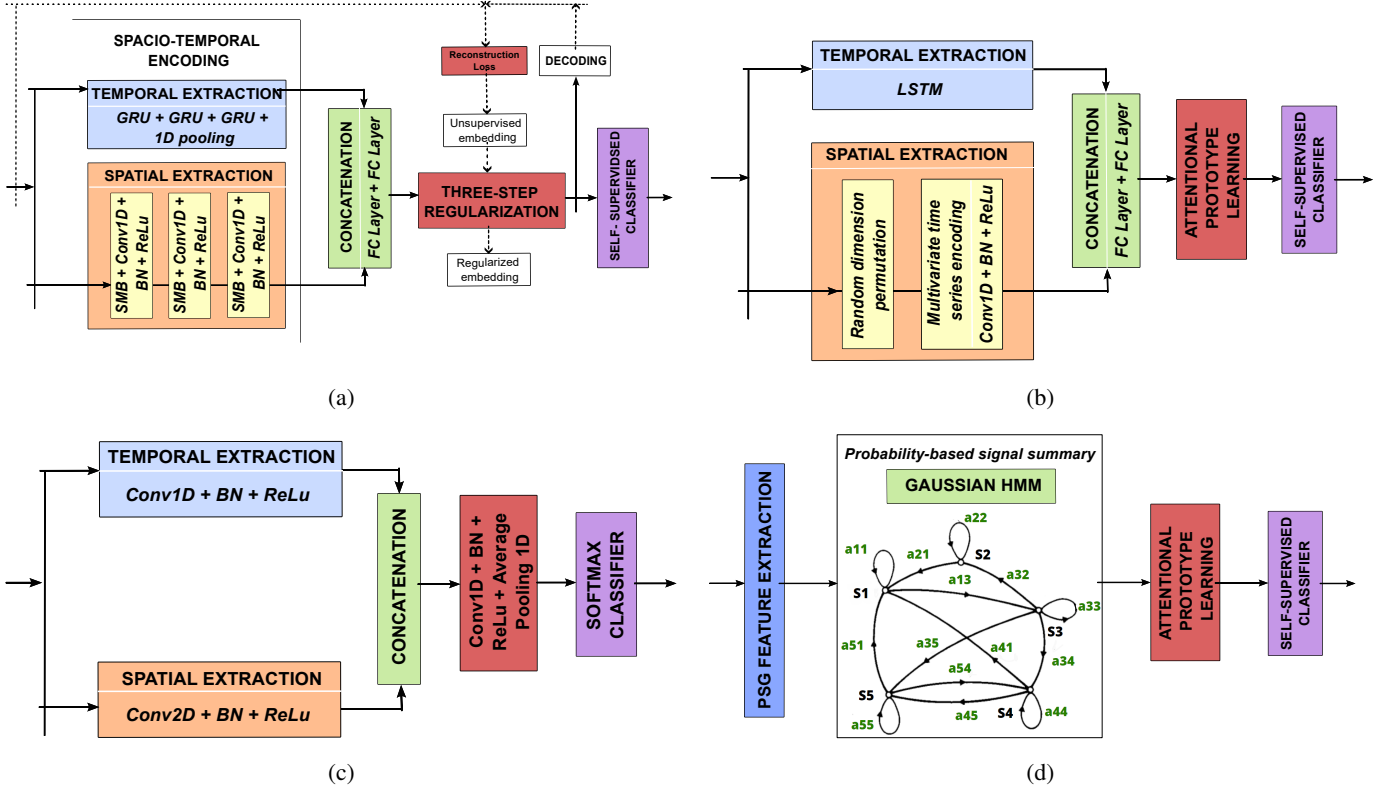 SPACIO-TEMPORAL
ENCODING
TEMPORAL EXTRACTION
GRU + GRU + GRU +
1D pooling
SPATIAL EXTRACTION
SMB + Conv1D +
BN + ReLu
SMB + Conv1D +
BN + ReLu
SMB + Conv1D +
BN + ReLu
CONCATENATION
FC Layer + FC Layer
Reconstruction
Loss
DECODING
Unsupervised
embedding
THREE-STEP
REGULARIZATION
Regularized
embedding
SELF- SUPERVIDSED
CLASSIFIER
(a)
TEMPORAL EXTRACTION
LSTM
SPATIAL EXTRACTION
Random dimension
permutation
Multivariate time
series encoding
Conv1D + BN + ReLU
CONCATENATION
FC Layer + FC Layer
ATTENTIONAL
PROTOTYPE
LEARNING
SELF-SUPERVISED
CLASSIFIER
(b)
TEMPORAL EXTRACTION
Conv1D + BN + ReLu
SPATIAL EXTRACTION
Conv2D + BN + ReLu
CONCATENATION
Conv1D + BN +
ReLu + Average
Pooling 1D
SOFTMAX
CLASSIFIER
(c)
PSG FEATURE EXTRACTION
Probability-based signal summary
GAUSSIAN HMM
a22
a11
a21
S2
a32
S1
a13
a33
S3
a51
a35
a41
a34
a54
S5
a45
S4
a44
a55
ATTENTIONAL
PROTOTYPE
LEARNING
SELF-SUPERVISED
CLASSIFIER
(d)